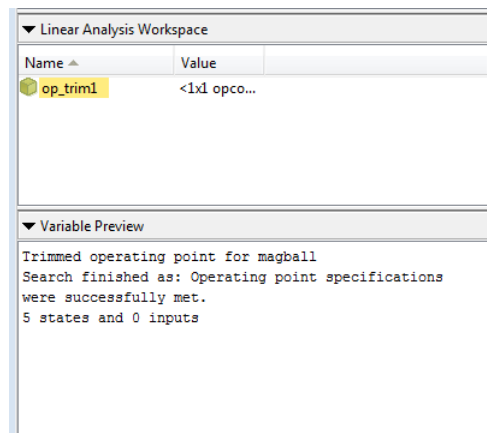 Linear Analysis Workspace
Name Value
op_trim1 <1x1 opco...
Variable Preview
Trimmed operating point for magball
Search finished as: Operating point specifications
were successfully met.
5 states and 0 inputs